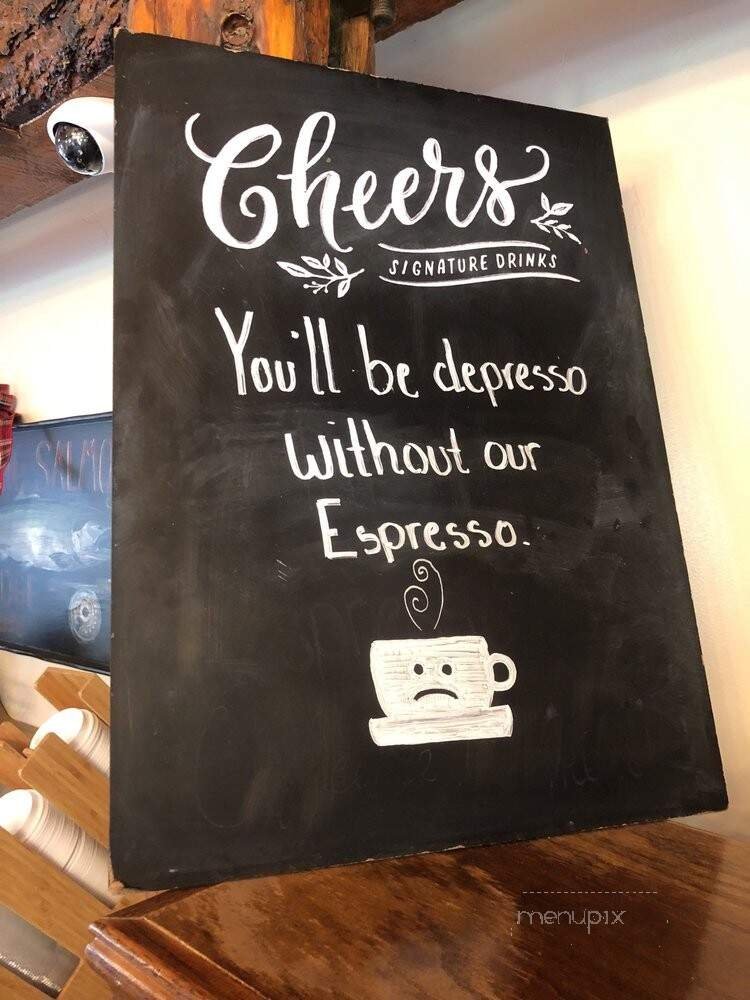 Cheers
SIGNATURE DRINKS
You'll be depresso
without our
Espresso.
menupix